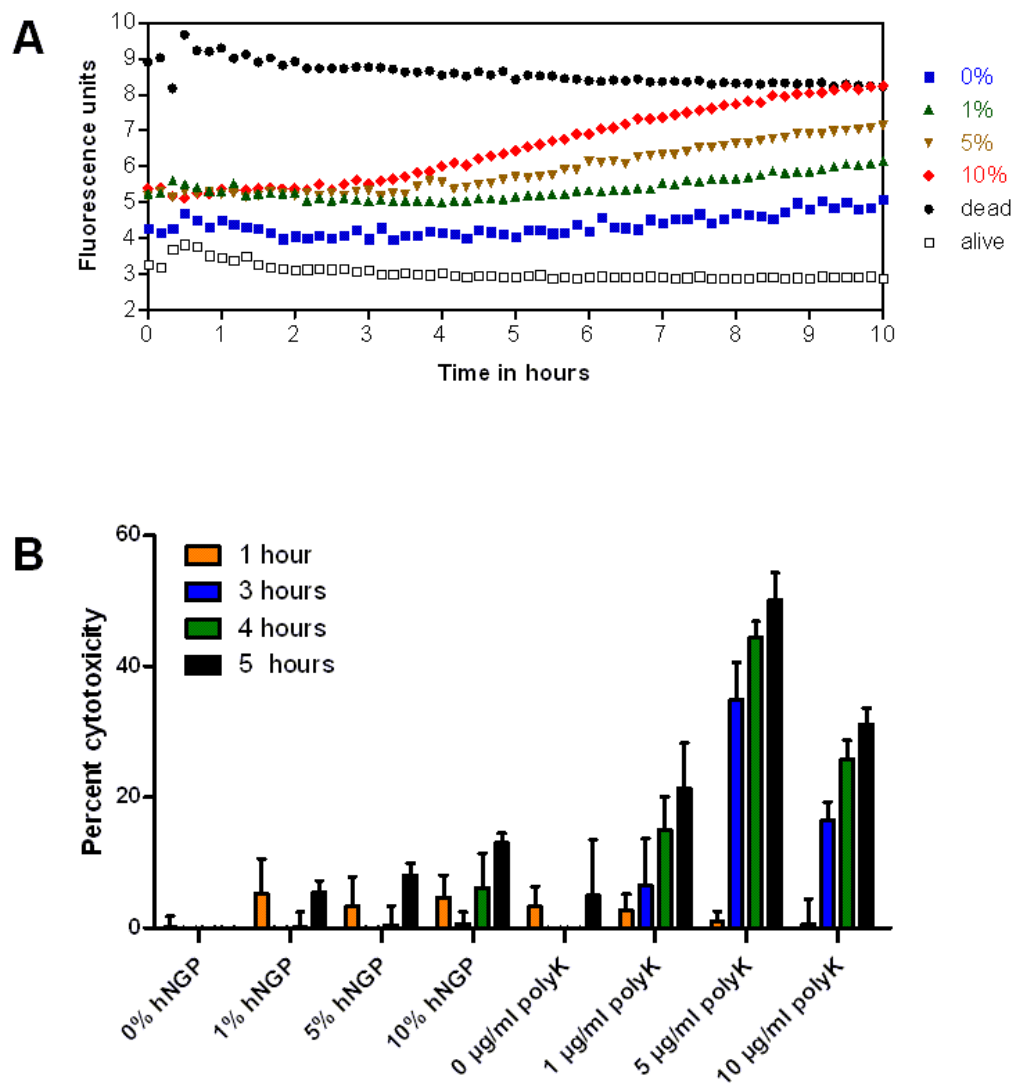 A
Fluorescence units
10
9
8
7
6
5
4
3
2
0 1 2 3 4 5 6 7 8 9 10
Time in hours
0%
1%
5%
10%
dead
alive
B
Percent cytotoxicity
60
40
20
0
1 hour
3 hours
4 hours
5 hours
0% hNGP
1% hNGP
5% hNGP
10% hNGP
0 µg/ml polyK
1 µg/ml polyK
5 µg/ml polyK
10 µg/ml polyK